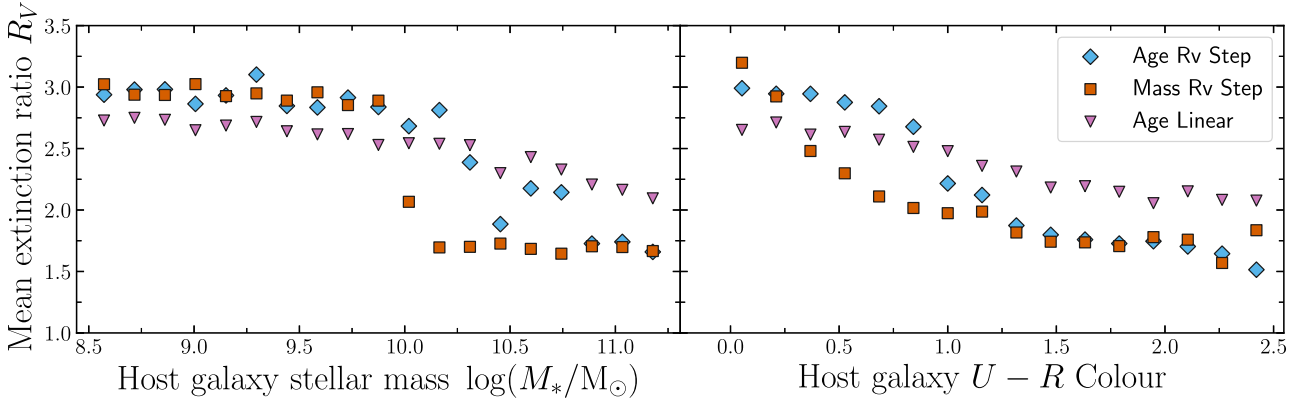 Mean extinction ratio R_V
3.5
3.0
2.5
2.0
1.5
1.0
8.5 9.0 9.5 10.0 10.5 11.0
Host galaxy stellar mass log(M_*/M_⊙)
Age Rv Step
Mass Rv Step
Age Linear
0.0 0.5 1.0 1.5 2.0 2.5
Host galaxy U − R Colour